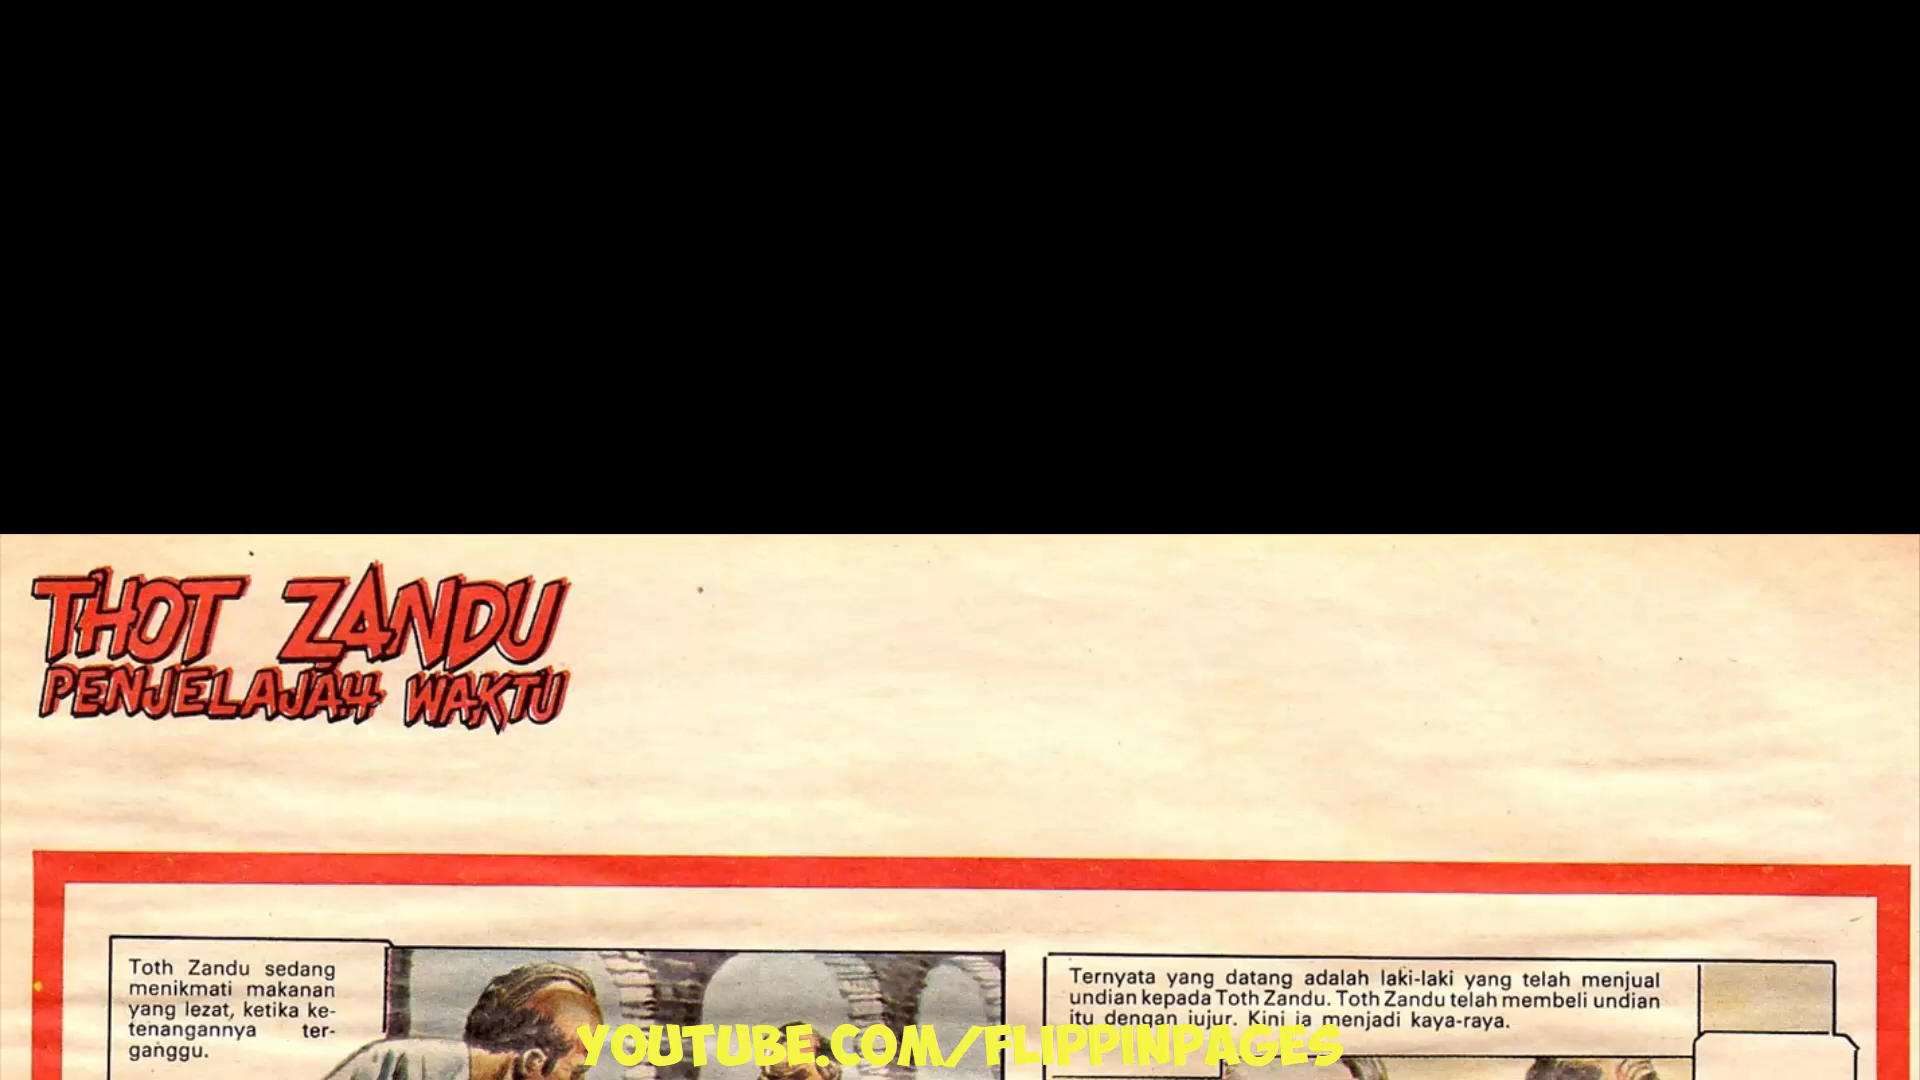 THOT ZANDU
PENJELAJAH WAKTU
Toth Zandu sedang
menikmati makanan
yang lezat, ketika ke-
tenangannya ter-
ganggu.
Ternyata yang datang adalah laki-laki yang telah menjual
undian kepada Toth Zandu. Toth Zandu telah membeli undian
itu dengan jujur. Kini ia menjadi kaya-raya.
YOUTUBE.COM/FLIPPINPAGES